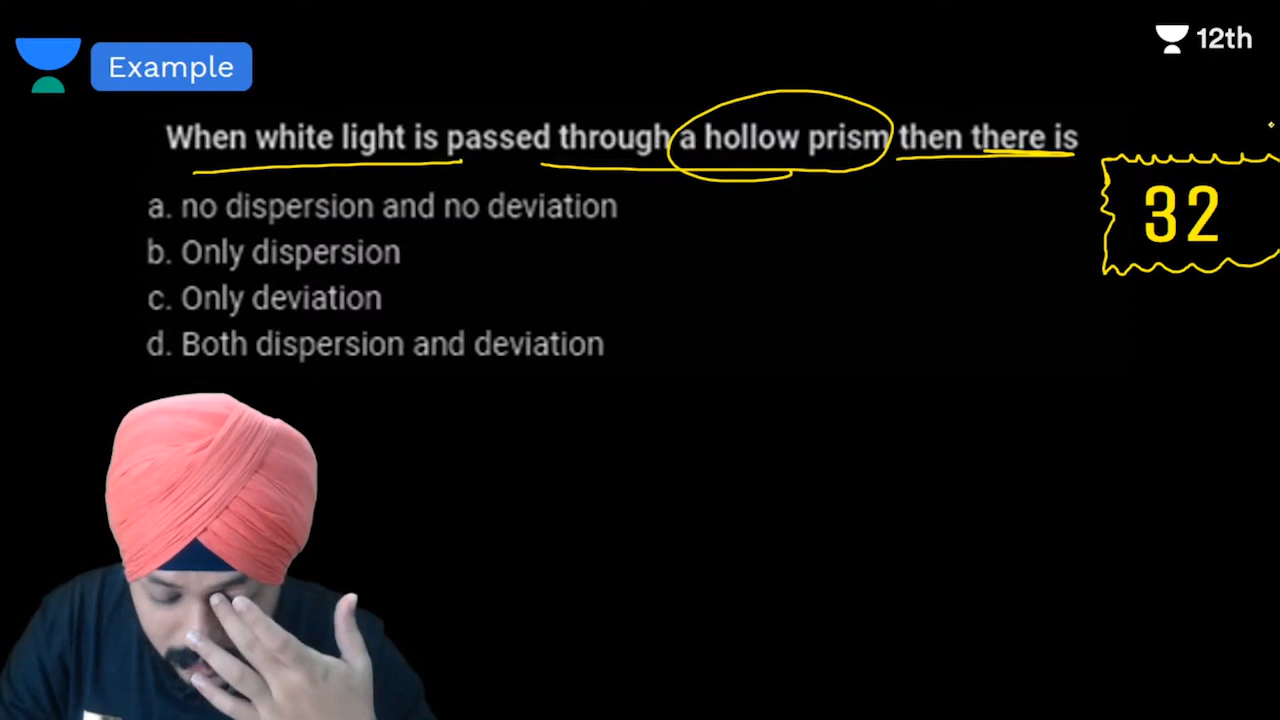 Example
12th
When white light is passed through a hollow prism then there is
32
a. no dispersion and no deviation
b. Only dispersion
c. Only deviation
d. Both dispersion and deviation